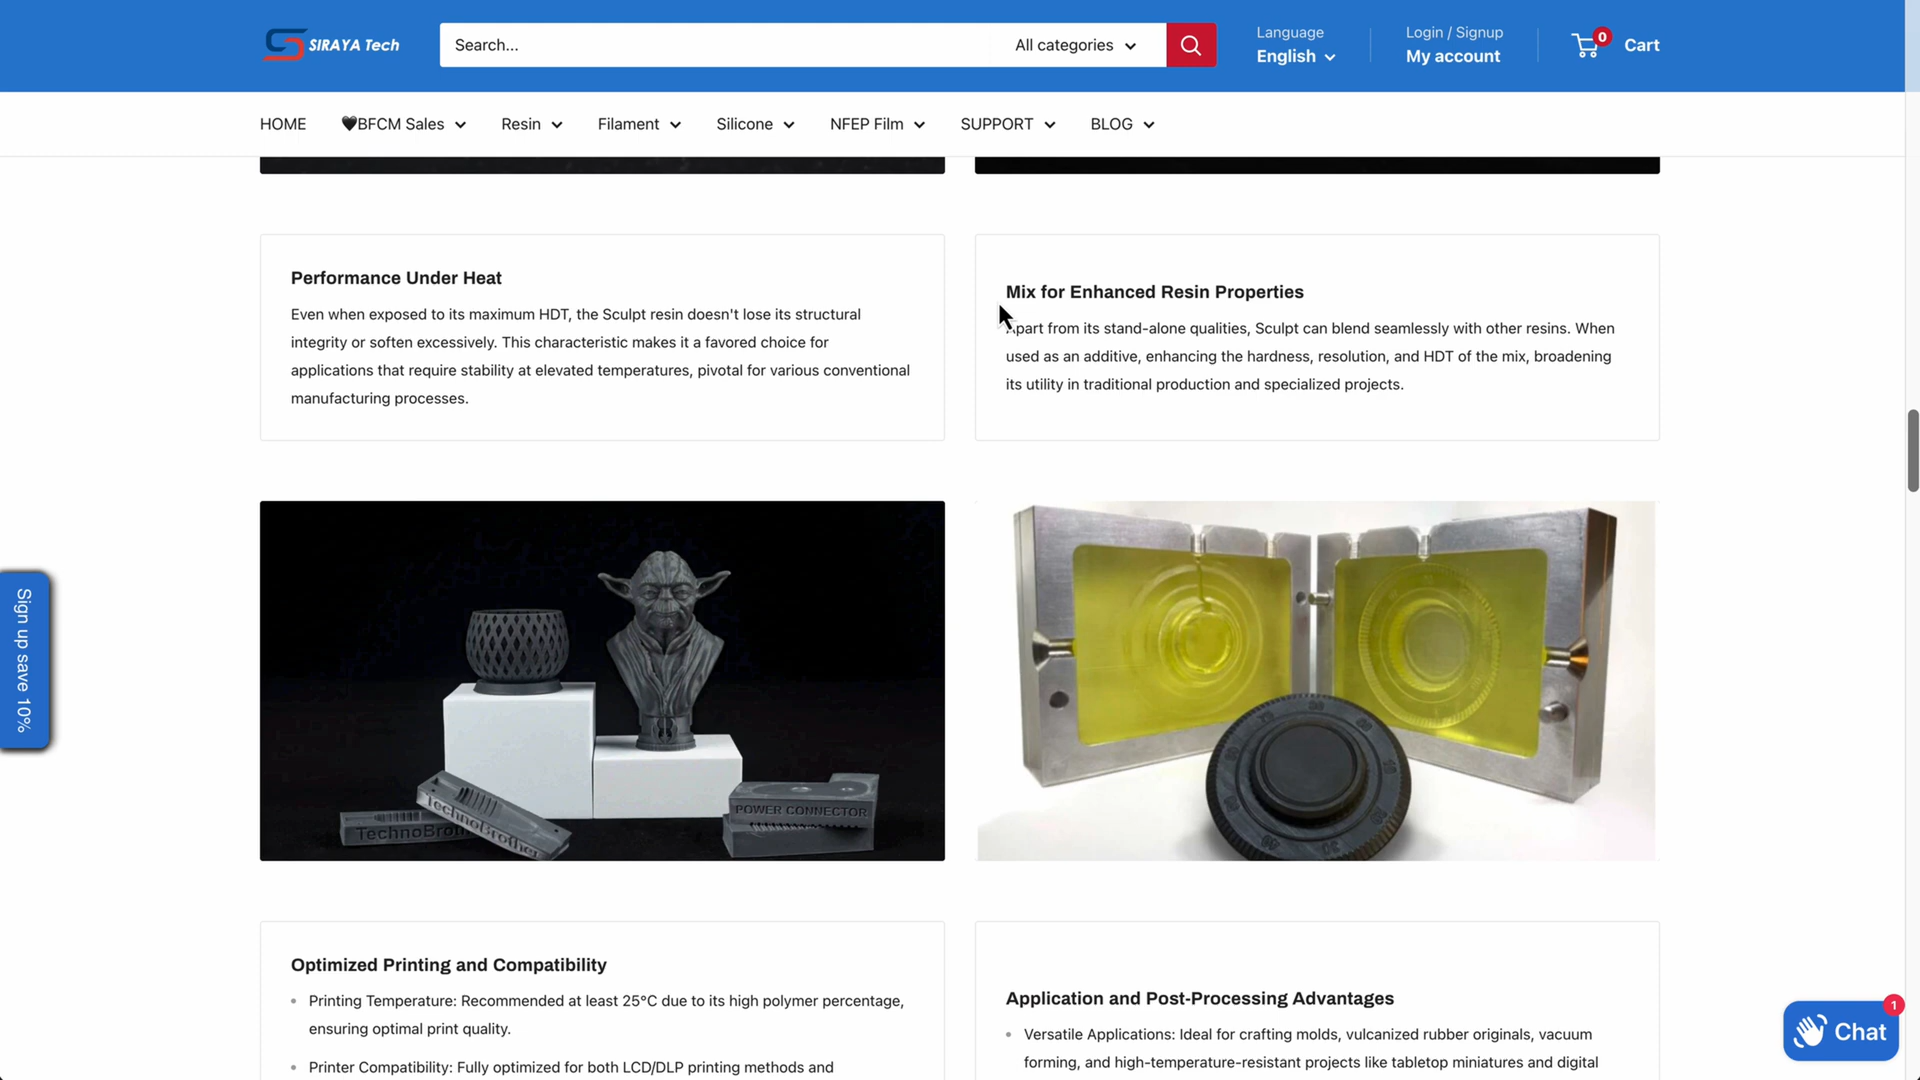 SIRAYA Tech
Search...
All categories
Language
English
Login / Signup
My account
0
Cart
HOME
🖤BFCM Sales
Resin
Filament
Silicone
NFEP Film
SUPPORT
BLOG
Performance Under Heat
Even when exposed to its maximum HDT, the Sculpt resin doesn't lose its structural
integrity or soften excessively. This characteristic makes it a favored choice for
applications that require stability at elevated temperatures, pivotal for various conventional
manufacturing processes.
Mix for Enhanced Resin Properties
Apart from its stand-alone qualities, Sculpt can blend seamlessly with other resins. When
used as an additive, enhancing the hardness, resolution, and HDT of the mix, broadening
its utility in traditional production and specialized projects.
Sign up save 10%
TechnoBroth
TechnoBrother
POWER CONNECTOR
Optimized Printing and Compatibility
Printing Temperature: Recommended at least 25°C due to its high polymer percentage,
ensuring optimal print quality.
Printer Compatibility: Fully optimized for both LCD/DLP printing methods and
Application and Post-Processing Advantages
Versatile Applications: Ideal for crafting molds, vulcanized rubber originals, vacuum
forming, and high-temperature-resistant projects like tabletop miniatures and digital
Chat
1